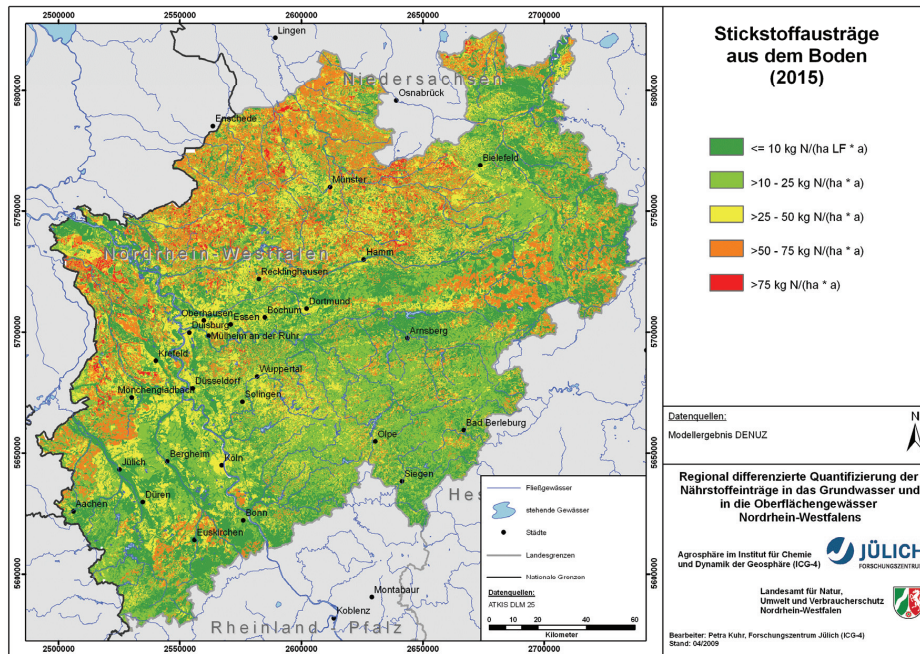 2500000
2550000
2600000
2650000
2700000
5800000
5750000
5700000
5650000
5600000
Lingen
Niedersachsen
Osnabrück
Enschede
Bielefeld
Münster
Nordrhein-Westfalen
Hamm
Recklinghausen
Dortmund
Bochum
Oberhausen
Essen
Duisburg
Mülheim an der Ruhr
Arnsberg
Krefeld
Wuppertal
Düsseldorf
Mönchengladbach
Solingen
Bad Berleburg
Olpe
Bergheim
Köln
Jülich
Siegen
Düren
Aachen
Hes
Bonn
Euskirchen
Montabaur
Koblenz
Rheinland - Pfalz
2500000
2550000
2600000
2650000
2700000
Fließgewässer
stehende Gewässer
Städte
Landesgrenzen
Nationale Grenzen
Datenquellen:
ATKIS DLM 25
0 10 20 30 40 60
Kilometer
Stickstoffausträge
aus dem Boden
(2015)
<= 10 kg N/(ha LF * a)
>10 - 25 kg N/(ha * a)
>25 - 50 kg N/(ha * a)
>50 - 75 kg N/(ha * a)
>75 kg N/(ha * a)
Datenquellen:
Modellergebnis DENUZ
N
Regional differenzierte Quantifizierung der
Nährstoffeinträge in das Grundwasser und
in die Oberflächengewässer
Nordrhein-Westfalens
Agrosphäre im Institut für Chemie
und Dynamik der Geosphäre (ICG-4)
JÜLICH
FORSCHUNGSZENTRUM
Landesamt für Natur,
Umwelt und Verbraucherschutz
Nordrhein-Westfalen
Bearbeiter: Petra Kuhr, Forschungszentrum Jülich (ICG-4)
Stand: 04/2009